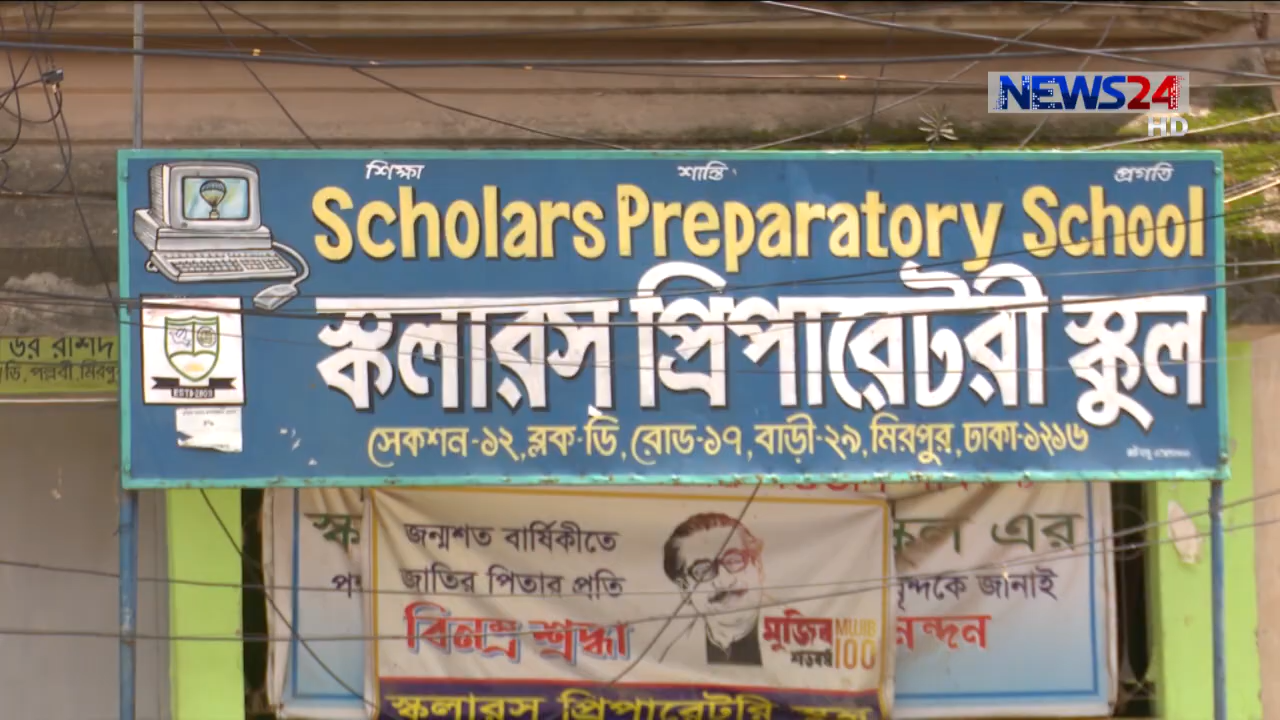 NEWS24
HD
শিক্ষা শান্তি প্রগতি
Scholars Preparatory School
স্কলারস্ প্রিপারেটরী স্কুল
সেকশন-১২, ব্লক-ডি, রোড-১৭, বাড়ী-২৯, মিরপুর, ঢাকা-১২১৬
ডর রাশদ
ডি, পল্লবী, মিরপু
স্ক
স্কুল এর
জন্মশত বার্ষিকীতে
জাতির পিতার প্রতি
বিনম্র শ্রদ্ধা
মুজিব
শতবর্ষ
MUJIB
100
বৃন্দকে জানাই
নন্দন
স্কলারস প্রিপারেটরি স্কুল